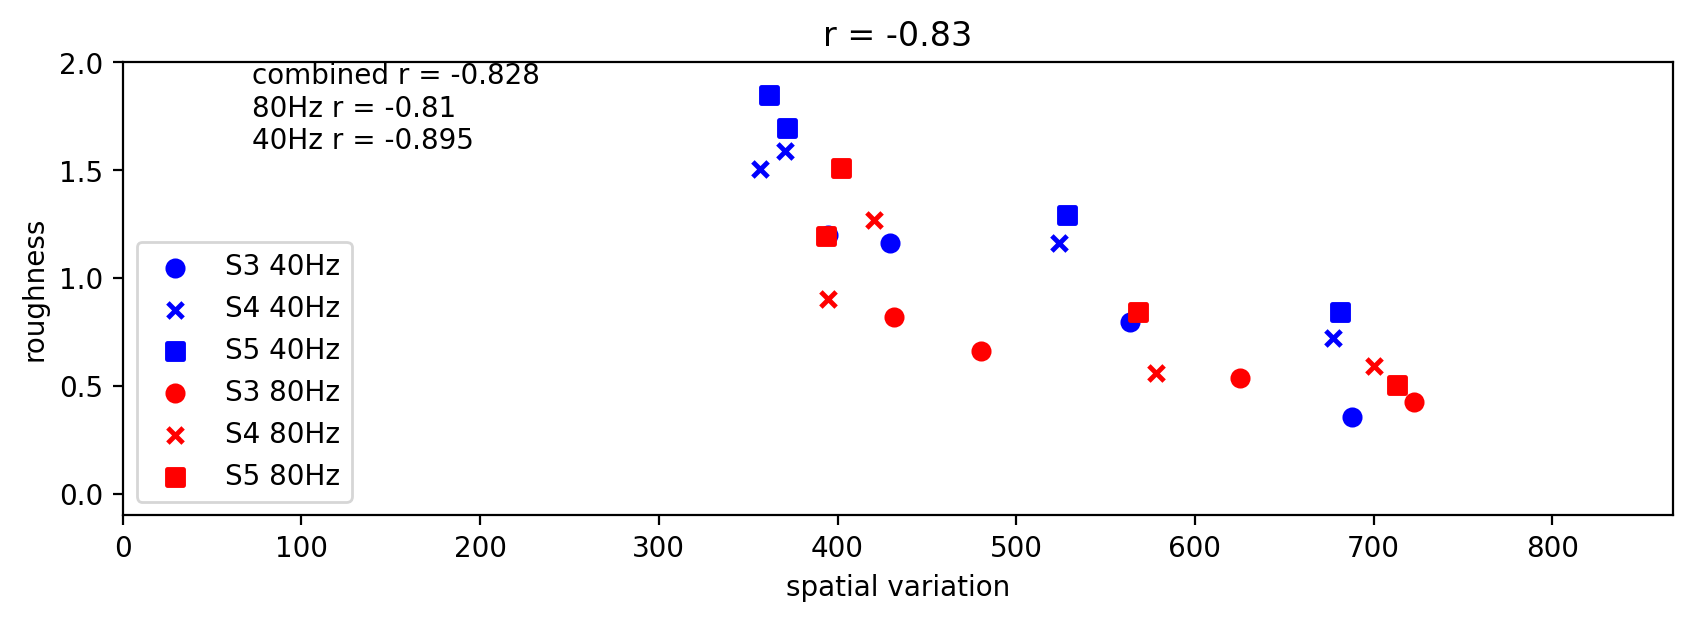 r = -0.83
combined r = -0.828
80Hz r = -0.81
40Hz r = -0.895
2.0
1.5
1.0
0.5
0.0
roughness
S3 40Hz
S4 40Hz
S5 40Hz
S3 80Hz
S4 80Hz
S5 80Hz
0 100 200 300 400 500 600 700 800
spatial variation